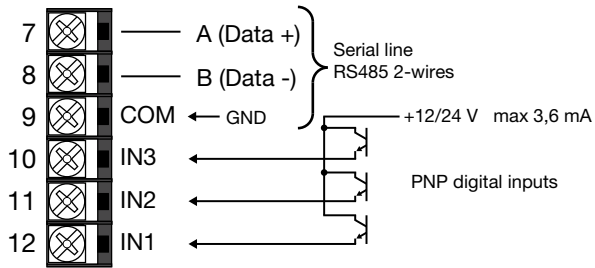 7 A (Data +)
8 B (Data -)
Serial line
RS485 2-wires
9 COM GND
+12/24 V max 3,6 mA
10 IN3
11 IN2
PNP digital inputs
12 IN1